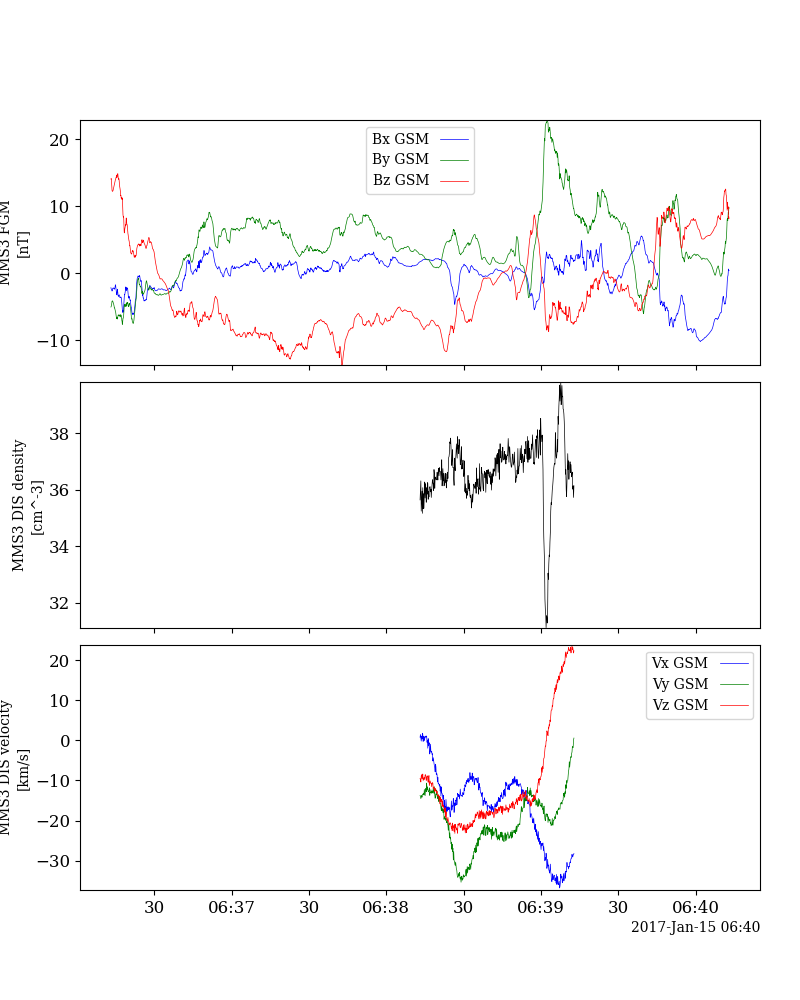 20
10
0
−10
MMS3 FGM
[nT]
Bx GSM
By GSM
Bz GSM
38
36
34
32
MMS3 DIS density
[cm^-3]
20
10
0
−10
−20
−30
MMS3 DIS velocity
[km/s]
Vx GSM
Vy GSM
Vz GSM
30 06:37 30 06:38 30 06:39 30 06:40
2017-Jan-15 06:40